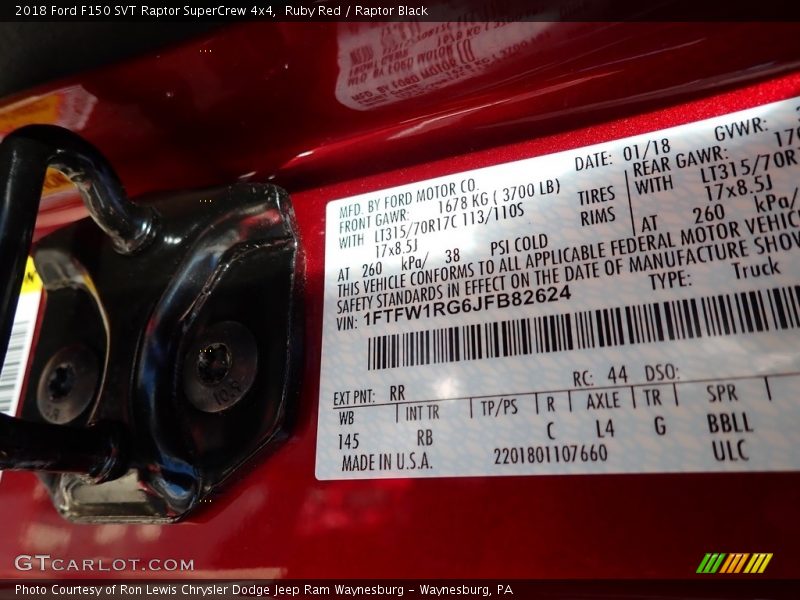 2018 Ford F150 SVT Raptor SuperCrew 4x4,  Ruby Red / Raptor Black
MFD. BY FORD MOTOR CO.
DATE: 01/18
GVWR:
FRONT GAWR: 1678 KG ( 3700 LB)
REAR GAWR:
WITH LT315/70R17C 113/110S
TIRES
WITH LT315/70R
17x8.5J
RIMS
17x8.5J
AT 260 kPa/ 38 PSI COLD
AT 260 kPa/
THIS VEHICLE CONFORMS TO ALL APPLICABLE FEDERAL MOTOR VEHIC
SAFETY STANDARDS IN EFFECT ON THE DATE OF MANUFACTURE SHOW
VIN: 1FTFW1RG6JFB82624
TYPE: Truck
EXT PNT: RR
RC: 44 DSO:
WB INT TR TP/PS R AXLE TR SPR
145 RB C L4 G BBLL
MADE IN U.S.A. 2201801107660 ULC
GTCARLOT.COM
Photo Courtesy of Ron Lewis Chrysler Dodge Jeep Ram Waynesburg - Waynesburg, PA